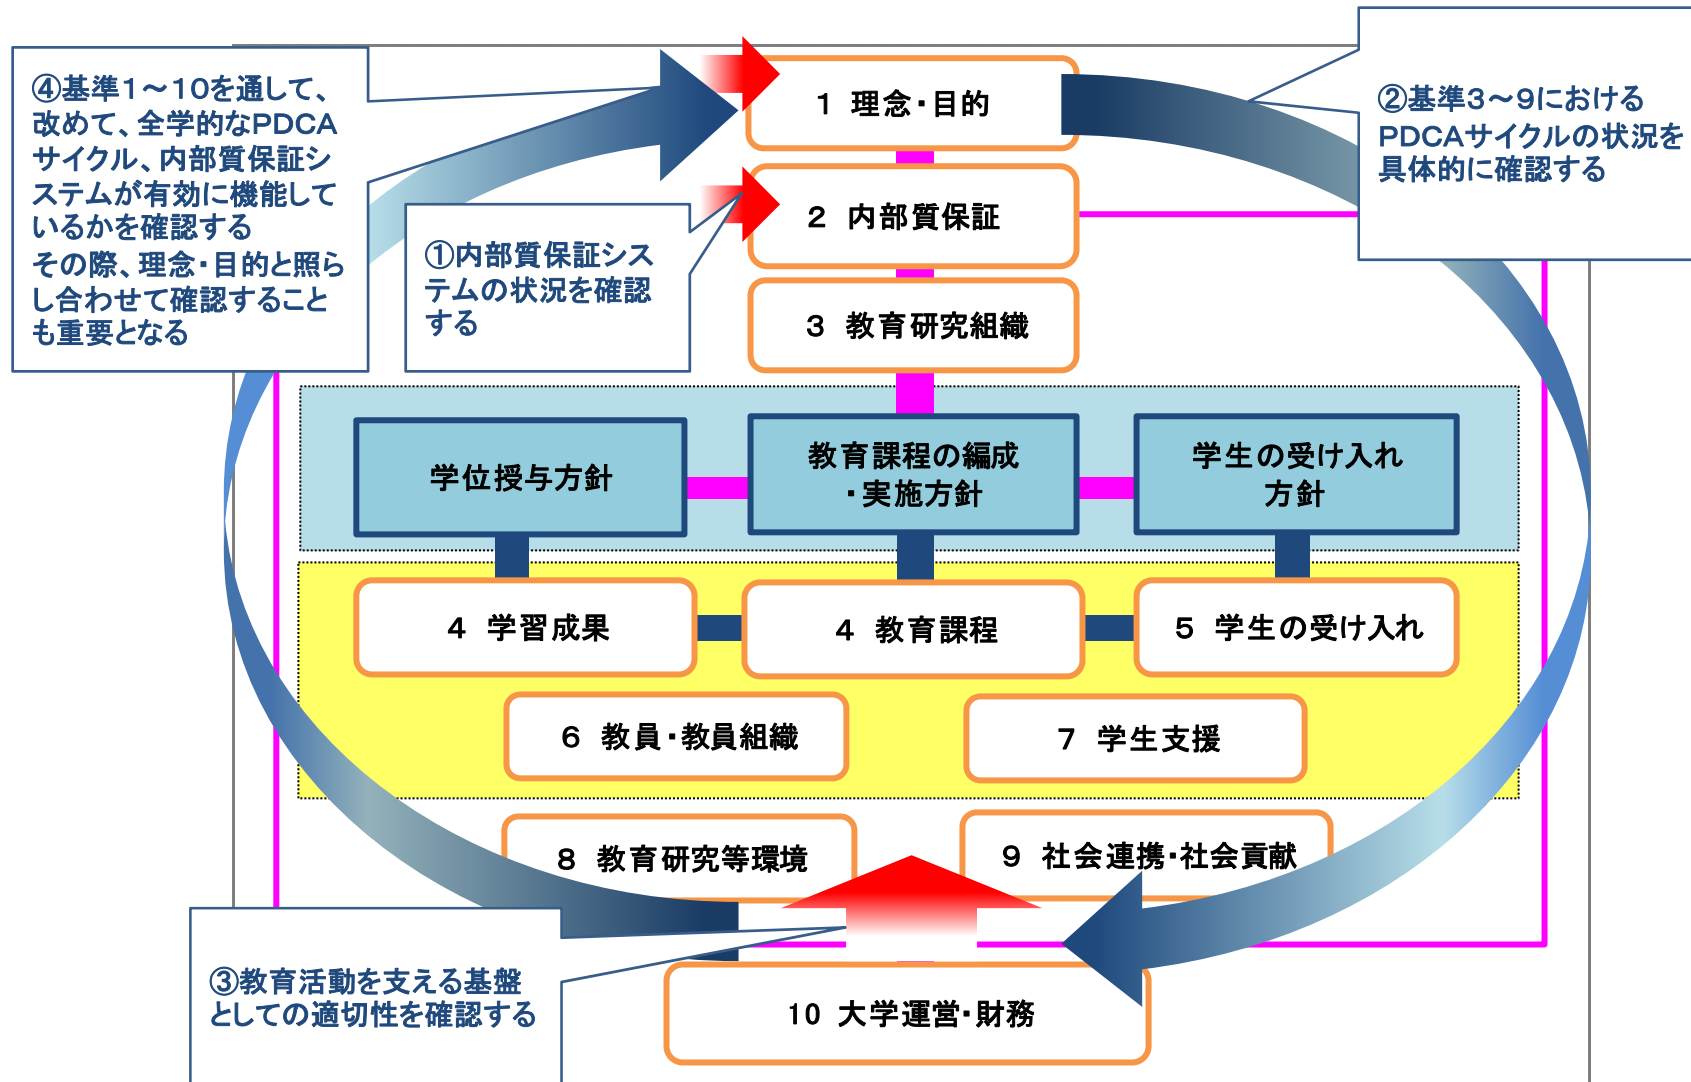 ④基準1～10を通して、
改めて、全学的なPDCA
サイクル、内部質保証シ
ステムが有効に機能して
いるかを確認する
その際、理念・目的と照ら
し合わせて確認すること
も重要となる
1 理念・目的
②基準3～9における
PDCAサイクルの状況を
具体的に確認する
①内部質保証シス
テムの状況を確認
する
2 内部質保証
3 教育研究組織
学位授与方針
教育課程の編成
・実施方針
学生の受け入れ
方針
4 学習成果
4 教育課程
5 学生の受け入れ
6 教員・教員組織
7 学生支援
8 教育研究等環境
9 社会連携・社会貢献
③教育活動を支える基盤
としての適切性を確認する
10 大学運営・財務